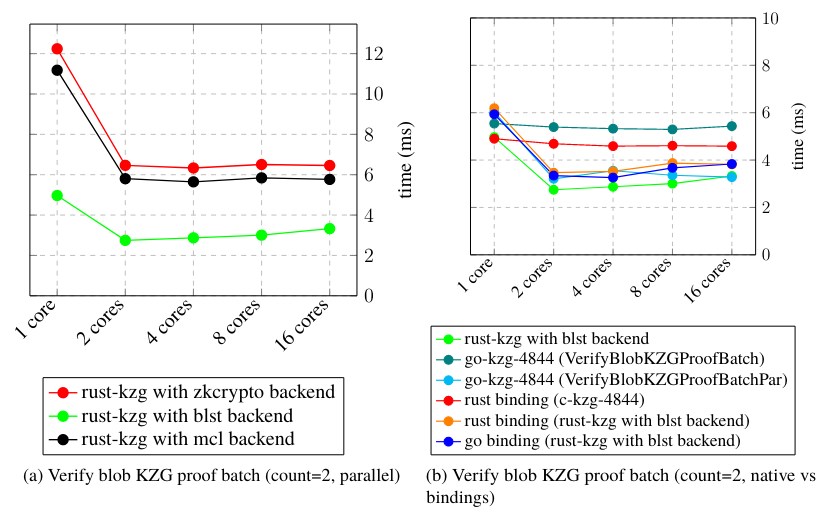 12
10
8
6
4
2
0
time (ms)
1 core
2 cores
4 cores
8 cores
16 cores
rust-kzg with zkcrypto backend
rust-kzg with blst backend
rust-kzg with mcl backend
(a) Verify blob KZG proof batch (count=2, parallel)
10
8
6
4
2
0
time (ms)
1 core
2 cores
4 cores
8 cores
16 cores
rust-kzg with blst backend
go-kzg-4844 (VerifyBlobKZGProofBatch)
go-kzg-4844 (VerifyBlobKZGProofBatchPar)
rust binding (c-kzg-4844)
rust binding (rust-kzg with blst backend)
go binding (rust-kzg with blst backend)
(b) Verify blob KZG proof batch (count=2, native vs
bindings)